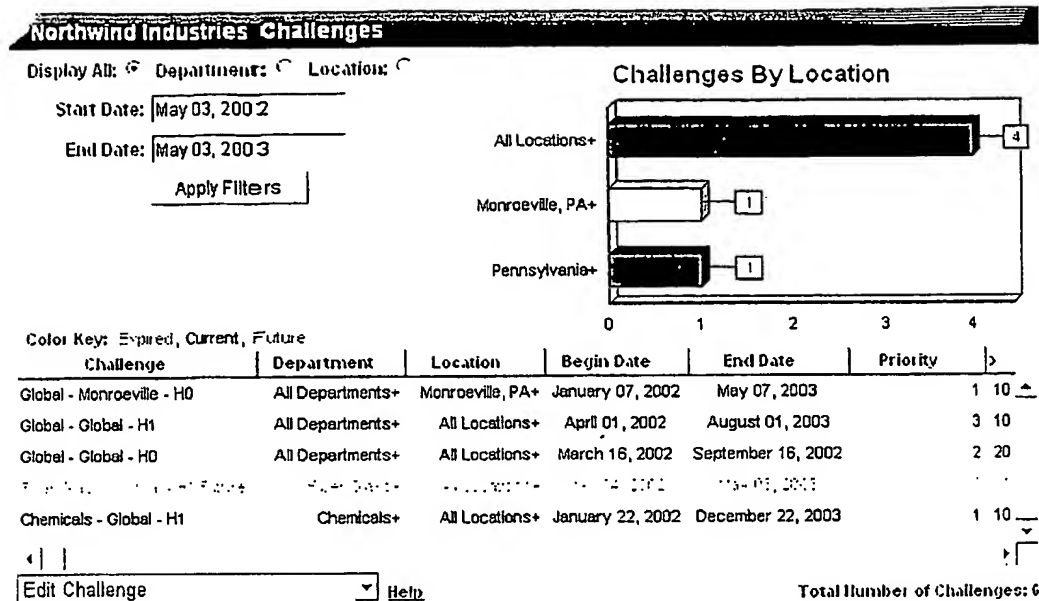 Northwind Industries Challenges
Display All: Department: Location:
Start Date: May 03, 2002
End Date: May 03, 2003
Apply Filters
Challenges By Location
All Locations+ 4
Monroeville, PA+ 1
Pennsylvania+ 1
0 1 2 3 4
Color Key: Expired, Current, Future
Challenge Department Location Begin Date End Date Priority >
Global - Monroeville - H0 All Departments+ Monroeville, PA+ January 07, 2002 May 07, 2003 1 10
Global - Global - H1 All Departments+ All Locations+ April 01, 2002 August 01, 2003 3 10
Global - Global - H0 All Departments+ All Locations+ March 16, 2002 September 16, 2002 2 20
Chemicals - Global - H1 Chemicals+ All Locations+ January 22, 2002 December 22, 2003 1 10
Edit Challenge Help Total Number of Challenges: 6